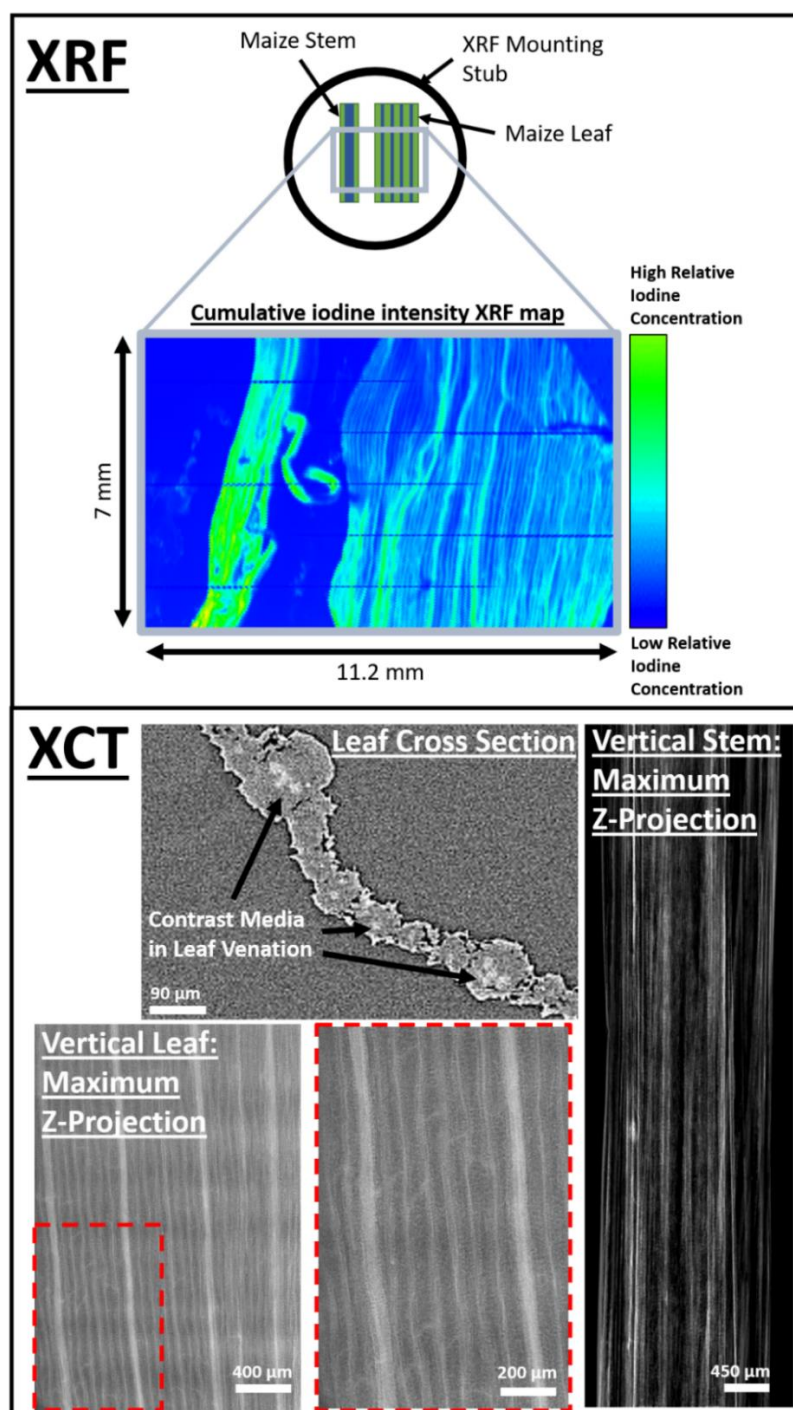 XRF
Maize Stem
XRF Mounting
Stub
Maize Leaf
High Relative
Iodine
Concentration
Cumulative iodine intensity XRF map
7 mm
11.2 mm
Low Relative
Iodine
Concentration
XCT
Leaf Cross Section
Contrast Media
in Leaf Venation
90 μm
Vertical Stem:
Maximum
Z-Projection
Vertical Leaf:
Maximum
Z-Projection
400 μm
200 μm
450 μm